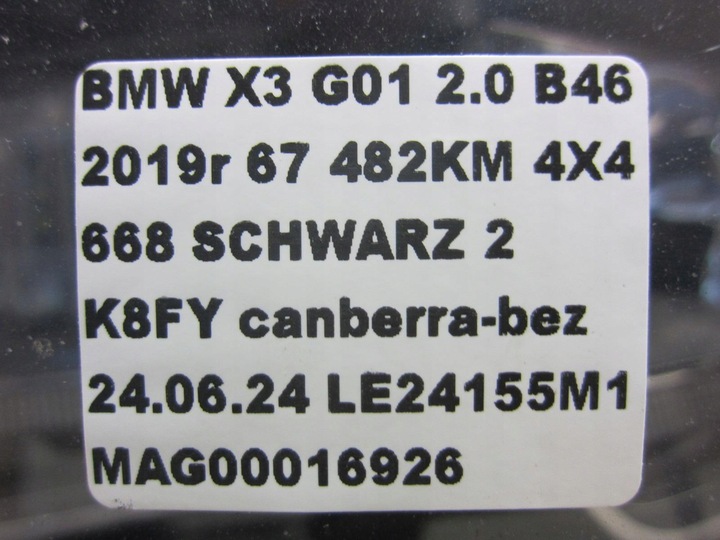 BMW X3 G01 2.0 B46
2019r 67 482KM 4X4
668 SCHWARZ 2
K8FY canberra-bez
24.06.24 LE24155M1
MAG00016926